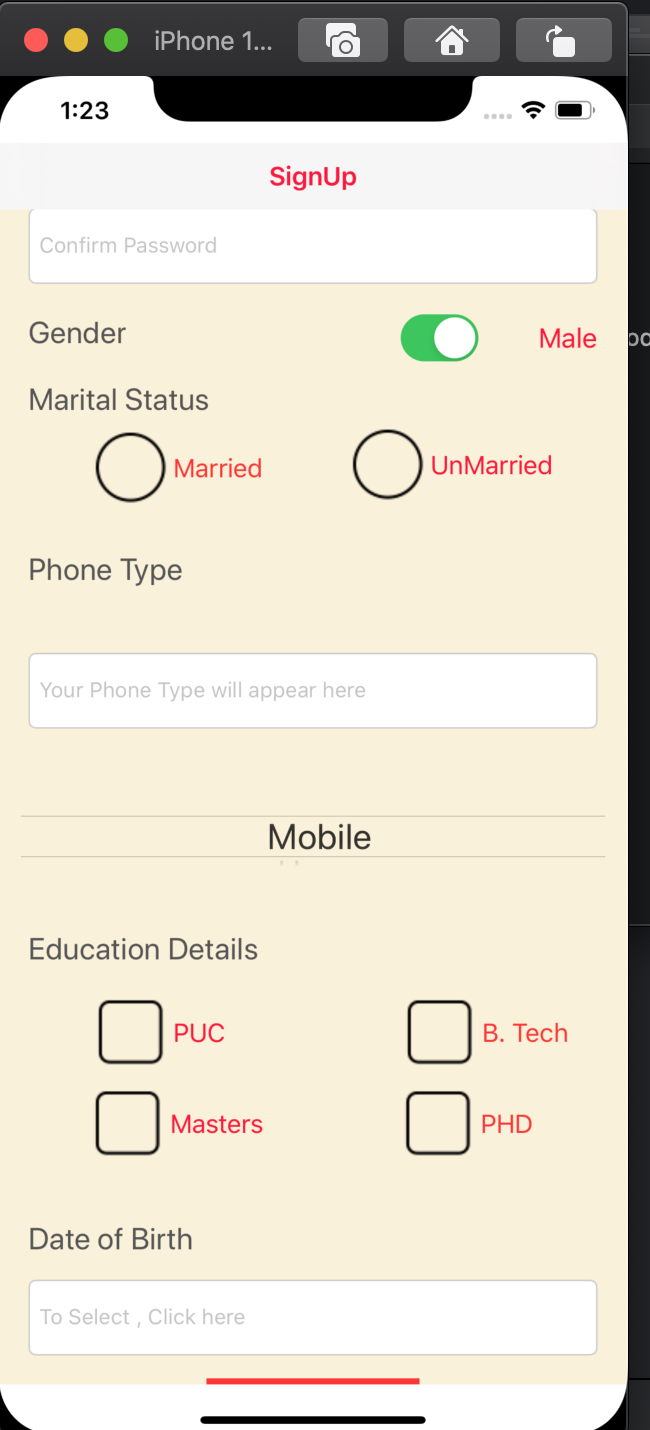 iPhone 1...
1:23
SignUp
Confirm Password
Gender
Male
Marital Status
Married
UnMarried
Phone Type
Your Phone Type will appear here
Mobile
Education Details
PUC
B. Tech
Masters
PHD
Date of Birth
To Select , Click here